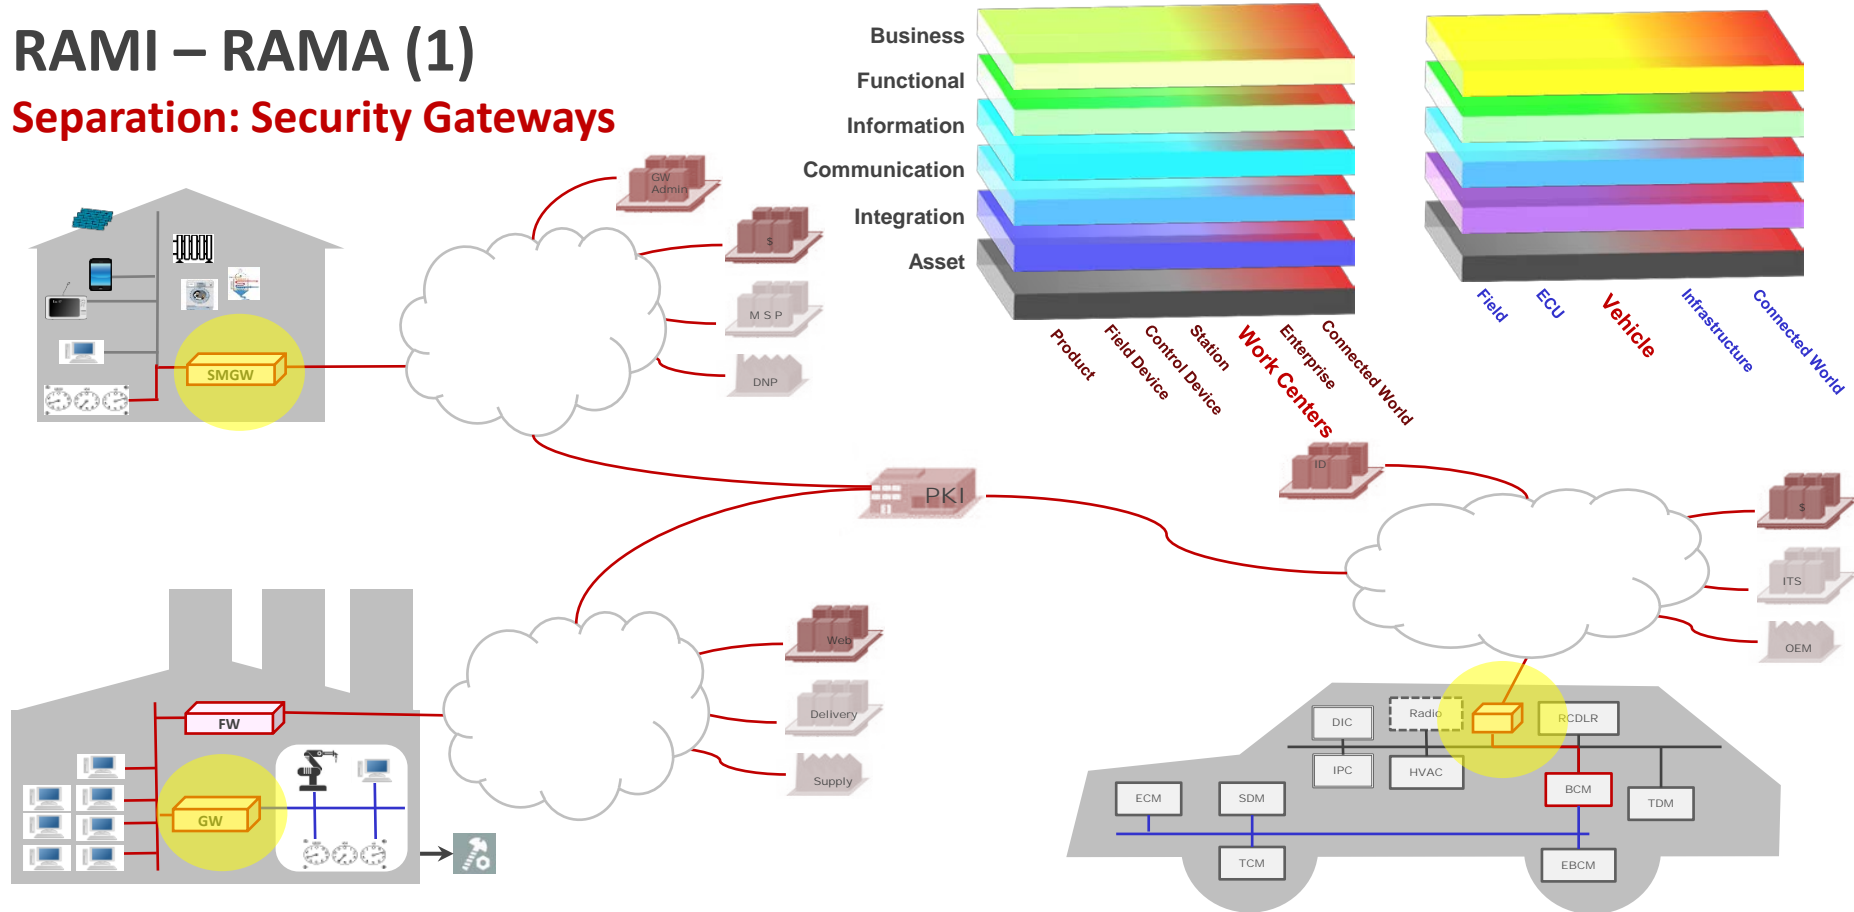 RAMI – RAMA (1)
Separation: Security Gateways
Business
Functional
Information
Communication
Integration
Asset
Product
Field Device
Control Device
Station
Work Centers
Enterprise
Connected World
Field
ECU
Vehicle
Infrastructure
Connected World
GW
Admin
$
M S P
DNP
SMGW
PKI
ID
$
ITS
OEM
Web
Delivery
Supply
FW
GW
DIC
Radio
RCDLR
IPC
HVAC
BCM
TDM
ECM
SDM
TCM
EBCM